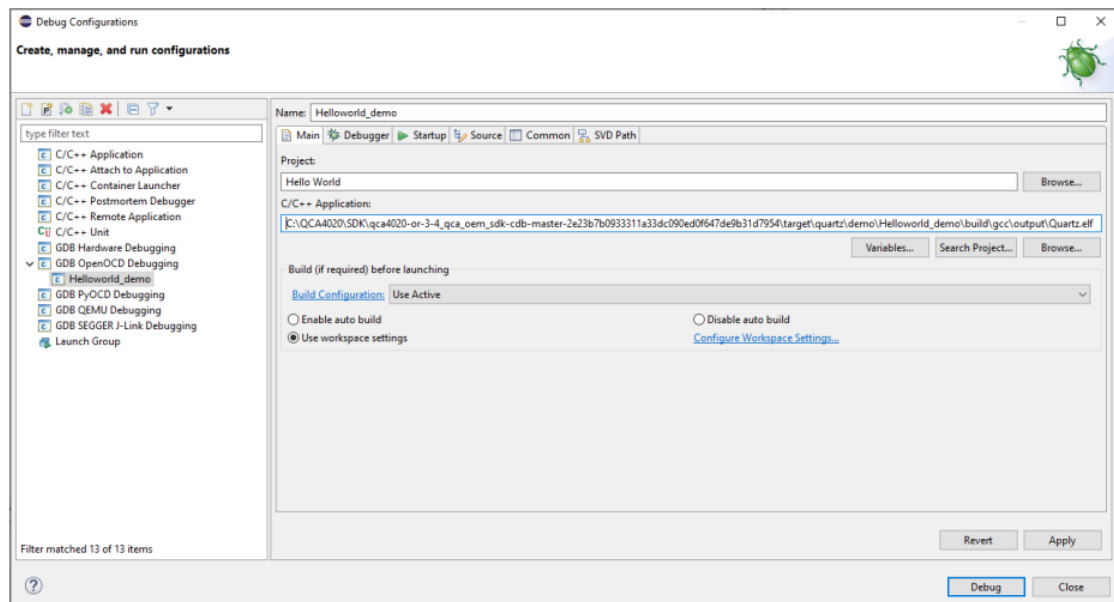 Debug Configurations
Create, manage, and run configurations
type filter text
C/C++ Application
C/C++ Attach to Application
C/C++ Container Launcher
C/C++ Postmortem Debugger
C/C++ Remote Application
C/C++ Unit
GDB Hardware Debugging
GDB OpenOCD Debugging
Helloworld_demo
GDB PyOCD Debugging
GDB QEMU Debugging
GDB SEGGER J-Link Debugging
Launch Group
Filter matched 13 of 13 items
Name: Helloworld_demo
Main Debugger Startup Source Common SVD Path
Project:
Hello World Browse...
C/C++ Application:
C:\QCA4020\SDK\qca4020-or-3-4_qca_oem_sdk-cdb-master-2e23b7b0933311a33dc090ed0f647de9b31d7954\target\quartz\demo\Helloworld_demo\build\gcc\output\Quartz.elf
Variables... Search Project... Browse...
Build (if required) before launching
Build Configuration: Use Active
Enable auto build Disable auto build
Use workspace settings Configure Workspace Settings...
Revert Apply
Debug Close